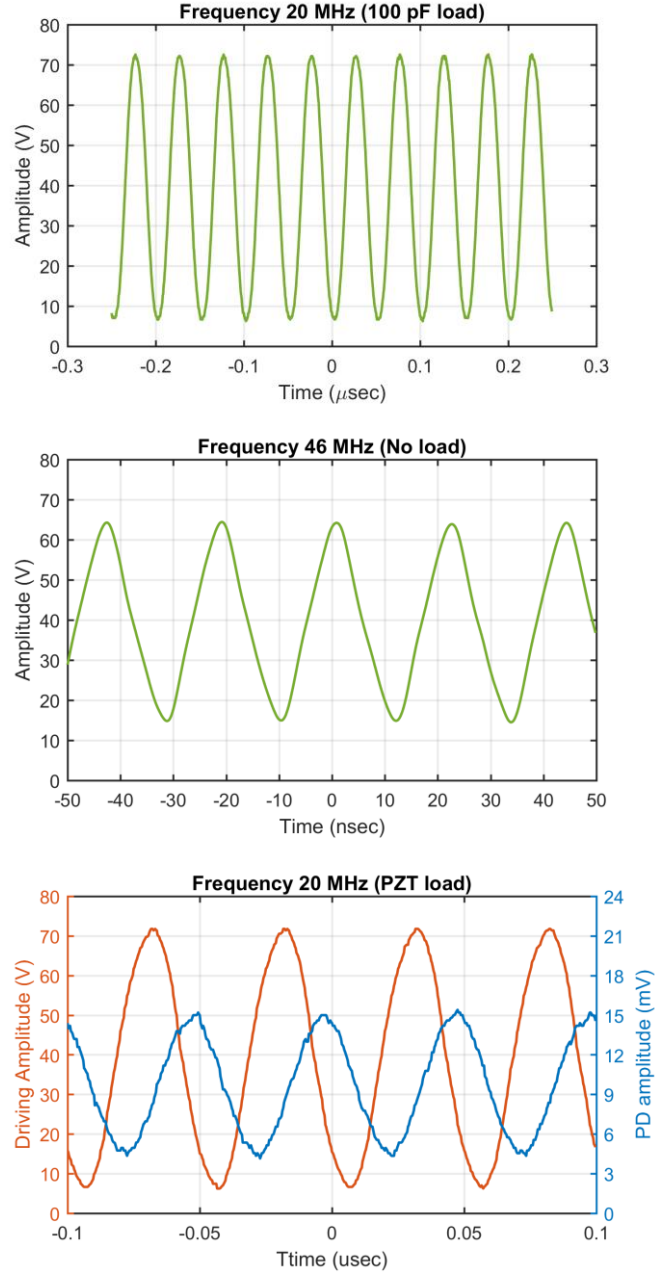 Frequency 20 MHz (100 pF load)
80
70
60
50
40
30
20
10
0
Amplitude (V)
-0.3 -0.2 -0.1 0 0.1 0.2 0.3
Time (μsec)
Frequency 46 MHz (No load)
80
70
60
50
40
30
20
10
0
Amplitude (V)
-50 -40 -30 -20 -10 0 10 20 30 40 50
Time (nsec)
Frequency 20 MHz (PZT load)
80 24
70 21
60 18
50 15
40 12
30 9
20 6
10 3
0 0
Driving Amplitude (V)
PD amplitude (mV)
-0.1 -0.05 0 0.05 0.1
Ttime (usec)